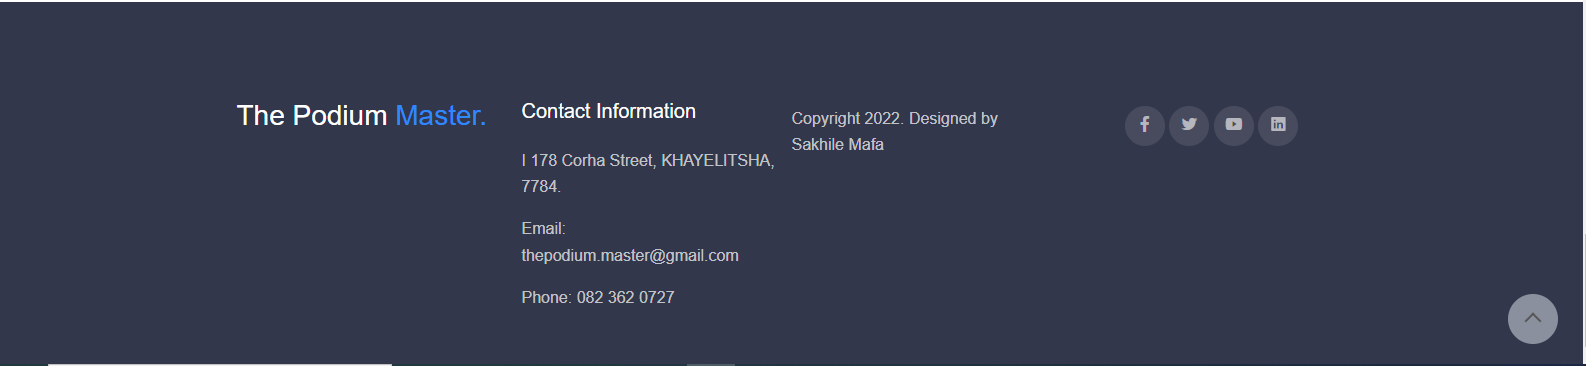 The Podium Master.
Contact Information
I 178 Corha Street, KHAYELITSHA,
7784.
Email:
thepodium.master@gmail.com
Phone: 082 362 0727
Copyright 2022. Designed by
Sakhile Mafa